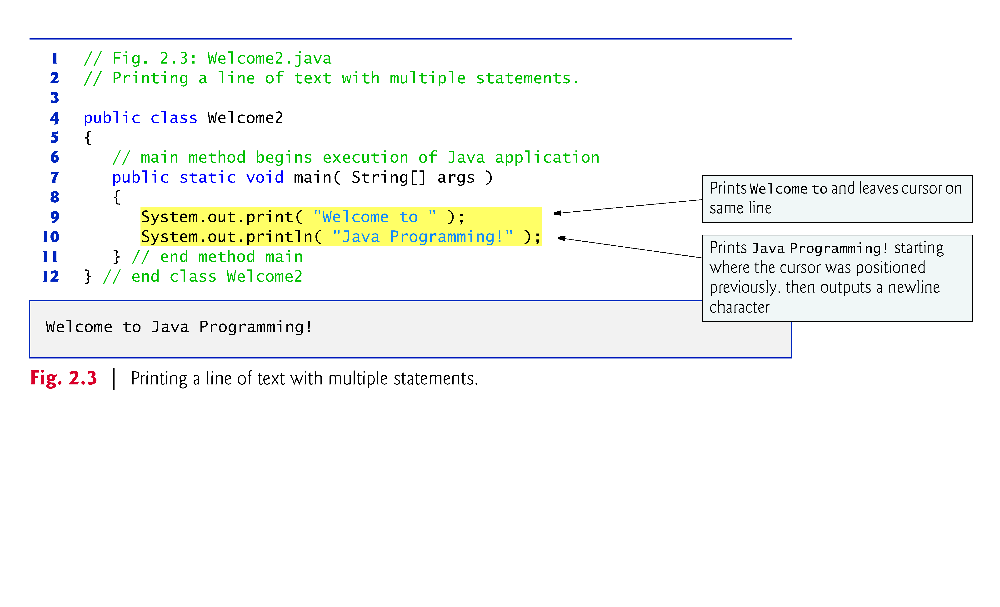 1 // Fig. 2.3: Welcome2.java
2 // Printing a line of text with multiple statements.
3
4 public class Welcome2
5 {
6 // main method begins execution of Java application
7 public static void main( String[] args )
8 {
9 System.out.print( "Welcome to " );
10 System.out.println( "Java Programming!" );
11 } // end method main
12 } // end class Welcome2
Prints Welcome to and leaves cursor on
same line
Prints Java Programming! starting
where the cursor was positioned
previously, then outputs a newline
character
Welcome to Java Programming!
Fig. 2.3 | Printing a line of text with multiple statements.